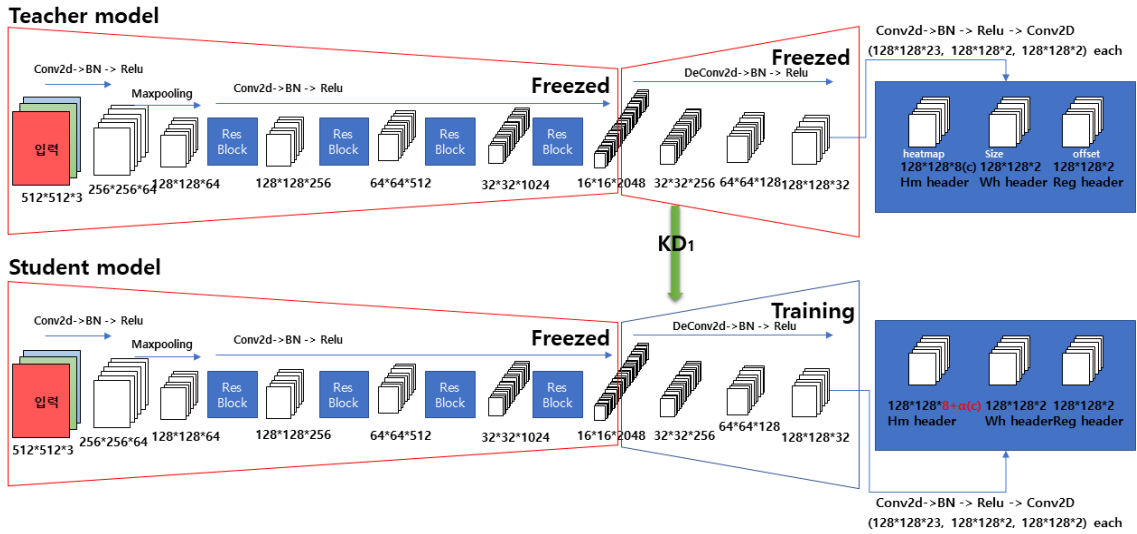 Teacher model
Conv2d->BN -> Relu -> Conv2D
(128*128*23, 128*128*2, 128*128*2) each
Freezed
Freezed
Conv2d->BN -> Relu
Maxpooling
Conv2d->BN -> Relu
DeConv2d->BN -> Relu
입력
Res
Block
Res
Block
Res
Block
Res
Block
heatmap
Size
offset
512*512*3
256*256*64
128*128*64
128*128*256
64*64*512
32*32*1024
16*16*2048
32*32*256
64*64*128
128*128*32
128*128*8(c)
128*128*2
128*128*2
Hm header
Wh header
Reg header
KD1
Student model
Freezed
Training
Conv2d->BN -> Relu
Maxpooling
Conv2d->BN -> Relu
DeConv2d->BN -> Relu
입력
Res
Block
Res
Block
Res
Block
Res
Block
512*512*3
256*256*64
128*128*64
128*128*256
64*64*512
32*32*1024
16*16*2048
32*32*256
64*64*128
128*128*32
128*128*8+α(c)
128*128*2
128*128*2
Hm header
Wh header
Reg header
Conv2d->BN -> Relu -> Conv2D
(128*128*23, 128*128*2, 128*128*2) each